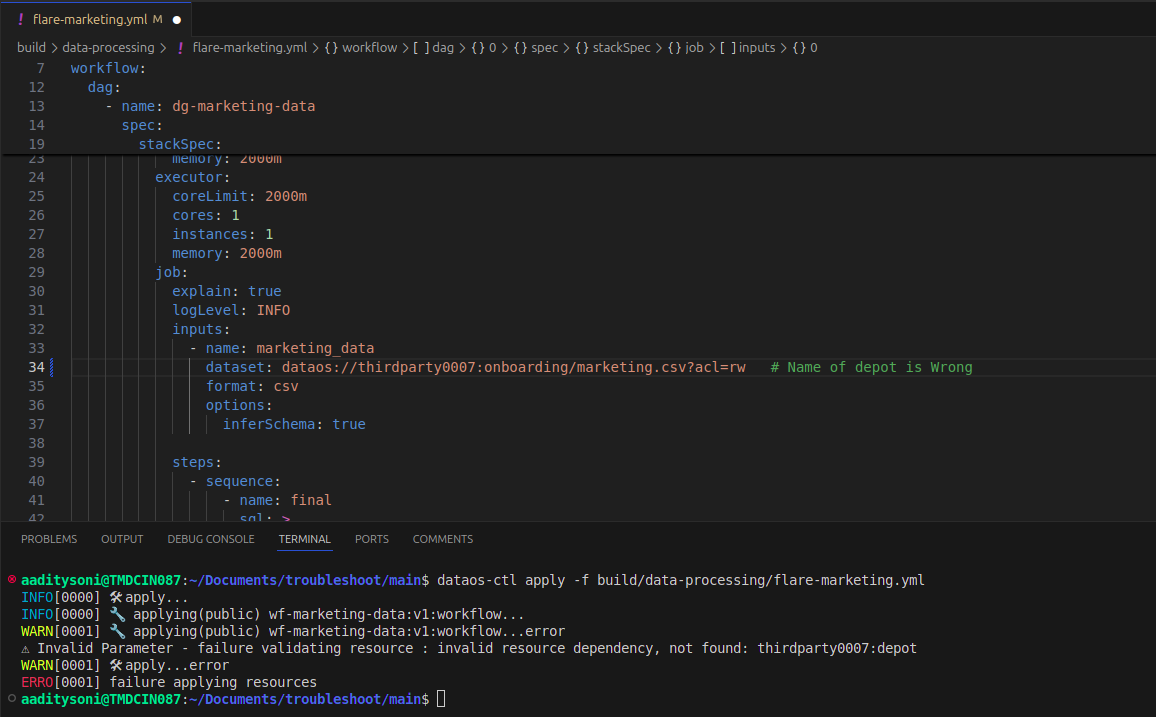 ! flare-marketing.yml M ●
build > data-processing > ! flare-marketing.yml > {} workflow > [ ] dag > {} 0 > {} spec > {} stackSpec > {} job > [ ] inputs > {} 0
7 workflow:
12 dag:
13 - name: dg-marketing-data
14 spec:
19 stackSpec:
23 memory: 2000m
24 executor:
25 coreLimit: 2000m
26 cores: 1
27 instances: 1
28 memory: 2000m
29 job:
30 explain: true
31 logLevel: INFO
32 inputs:
33 - name: marketing_data
34 dataset: dataos://thirdparty0007:onboarding/marketing.csv?acl=rw # Name of depot is Wrong
35 format: csv
36 options:
37 inferSchema: true
38
39 steps:
40 - sequence:
41 - name: final
42 sql: >
PROBLEMS OUTPUT DEBUG CONSOLE TERMINAL PORTS COMMENTS
aaditysoni@TMDCIN087:~/Documents/troubleshoot/main$ dataos-ctl apply -f build/data-processing/flare-marketing.yml
INFO[0000] 🛠 apply...
INFO[0000] 🔧 applying(public) wf-marketing-data:v1:workflow...
WARN[0001] 🔧 applying(public) wf-marketing-data:v1:workflow...error
⚠ Invalid Parameter - failure validating resource : invalid resource dependency, not found: thirdparty0007:depot
WARN[0001] 🛠 apply...error
ERRO[0001] failure applying resources
aaditysoni@TMDCIN087:~/Documents/troubleshoot/main$